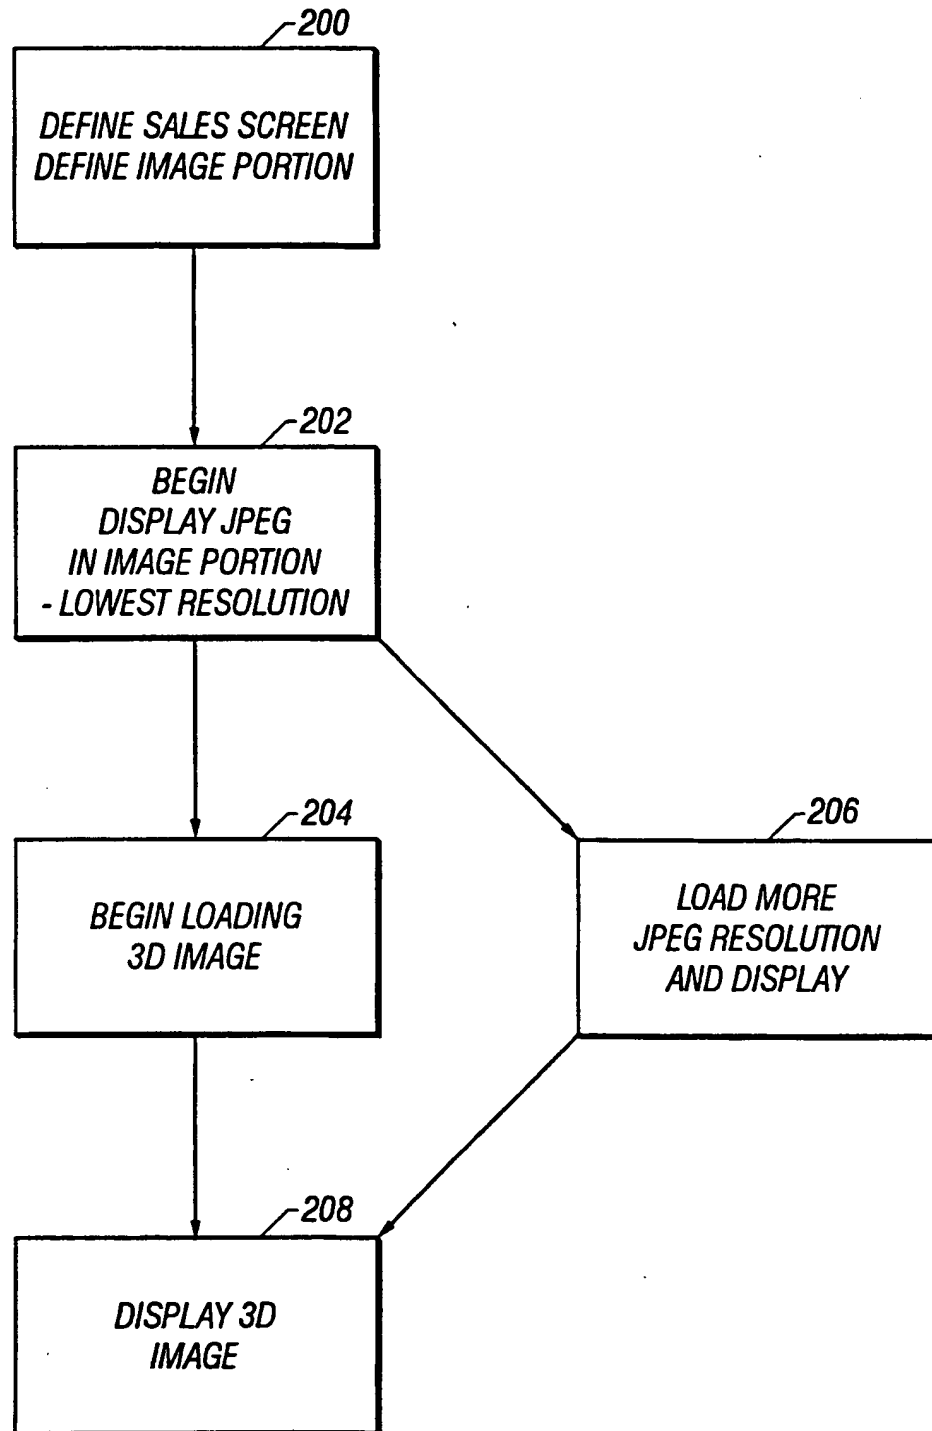 200
DEFINE SALES SCREEN
DEFINE IMAGE PORTION
202
BEGIN
DISPLAY JPEG
IN IMAGE PORTION
- LOWEST RESOLUTION
204
BEGIN LOADING
3D IMAGE
206
LOAD MORE
JPEG RESOLUTION
AND DISPLAY
208
DISPLAY 3D
IMAGE